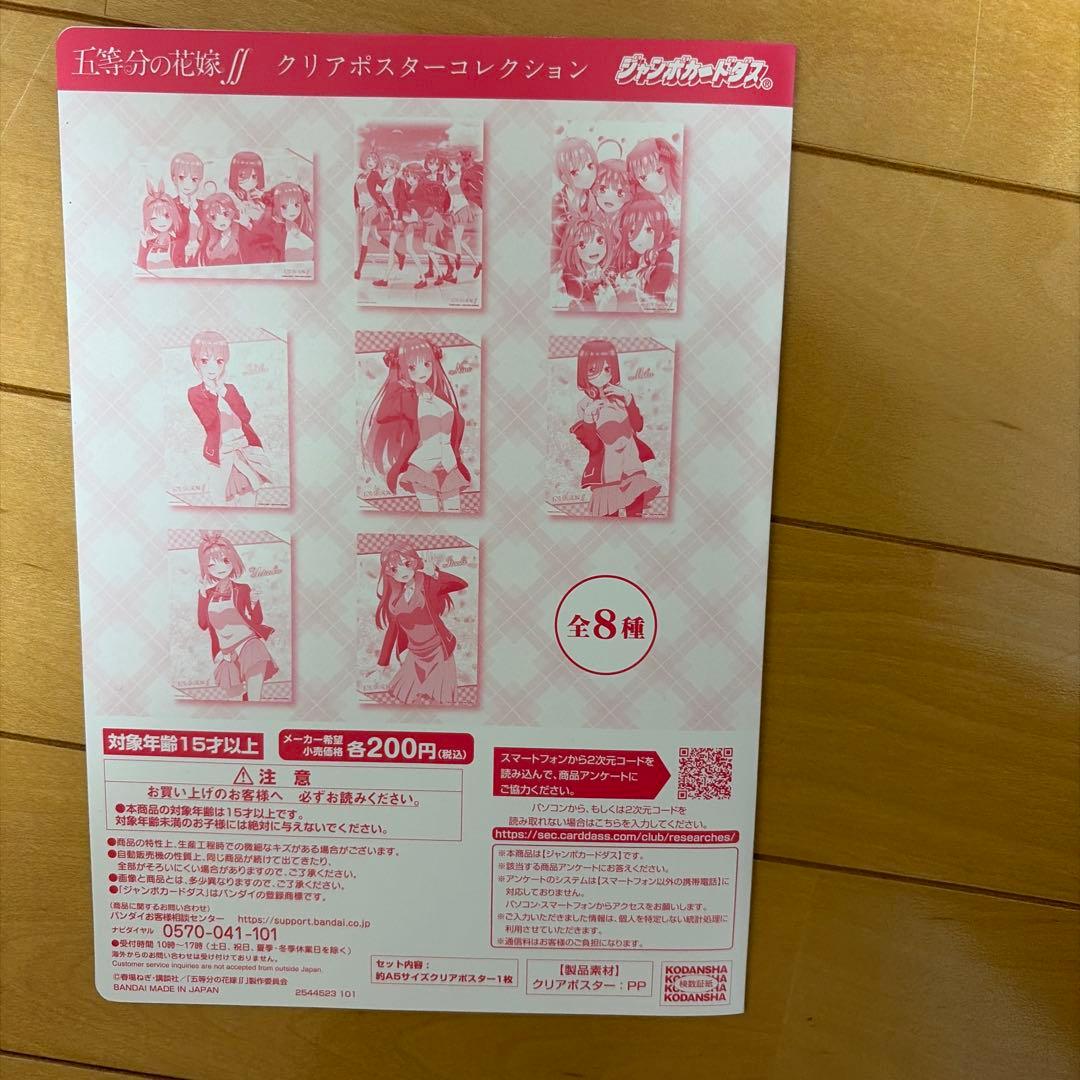 五等分の花嫁∬ クリアポスターコレクション ジャンボカードダス®
Nino
Miku
Yotsuba
Itsuki
全8種
対象年齢15才以上
メーカー希望
小売価格 各200円(税込)
⚠注 意
お買い上げのお客様へ 必ずお読みください。
●本商品の対象年齢は15才以上です。
対象年齢未満のお子様には絶対に与えないでください。
●商品の特性上、生産工程時での微細なキズがある場合がございます。
●自動販売機の性質上、同じ商品が続けて出てきたり、
全部がそろいにくい場合がありますので、ご了承ください。
●画像と商品とは、多少異なりますので、ご了承ください。
●「ジャンボカードダス」はバンダイの登録商標です。
(商品に関するお問い合わせ)
バンダイお客様相談センター https://support.bandai.co.jp
ナビダイヤル 0570-041-101
●受付時間 10時〜17時(土日、祝日、夏季・冬季休業日を除く)
海外からのお問い合わせは受け付けておりません。
Customer service inquiries are not accepted from outside Japan.
©春場ねぎ・講談社/「五等分の花嫁∬」製作委員会
BANDAI MADE IN JAPAN 2544523 101
スマートフォンから2次元コードを
読み込んで、商品アンケートに
ご協力ください。
パソコンから、もしくは2次元コードを
読み取れない場合はこちらを入力してください。
https://sec.carddass.com/club/researches/
※本商品は【ジャンボカードダス】です。
※該当する商品アンケートにお答えください。
※アンケートのシステムは【スマートフォン以外の携帯電話】に
対応しておりません。
パソコン・スマートフォンからアクセスをお願いします。
※ご入力いただきました情報は、個人を特定しない統計処理に
利用させていただきます。
※通信料はお客様のご負担になります。
セット内容:
約A5サイズクリアポスター1枚
【製品素材】
クリアポスター:PP
KODANSHA
検数証紙
KODANSHA